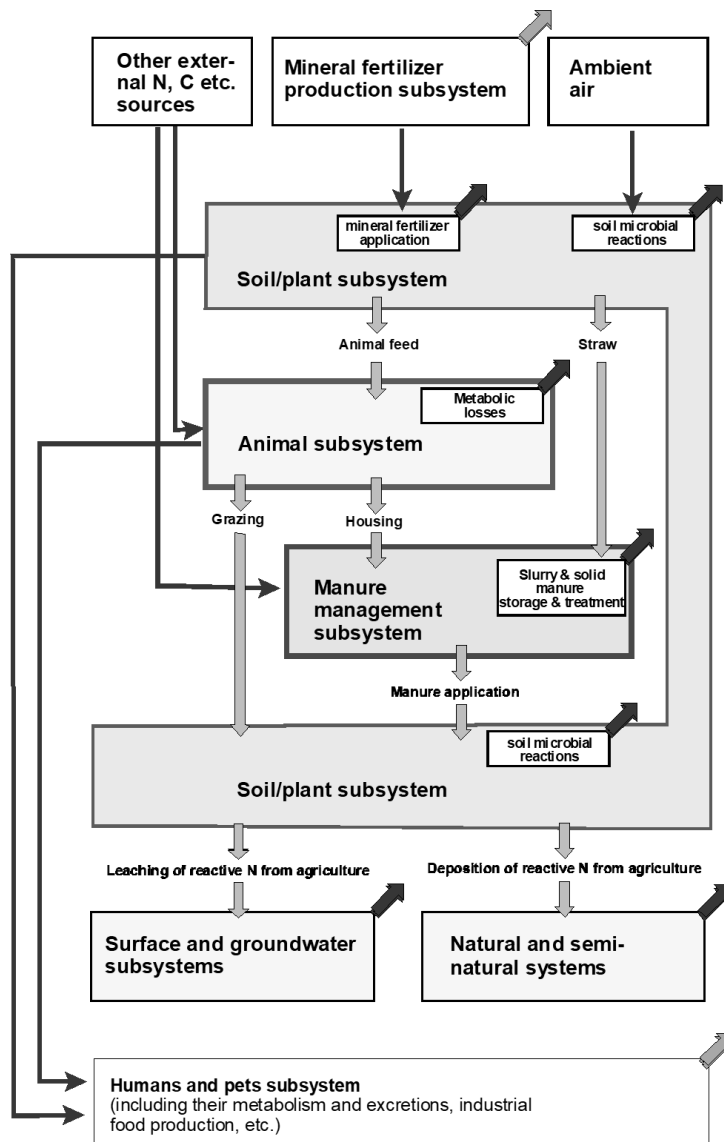 Other exter-
nal N, C etc.
sources
Mineral fertilizer
production subsystem
Ambient
air
mineral fertilizer
application
soil microbial
reactions
Soil/plant subsystem
Animal feed
Straw
Metabolic
losses
Animal subsystem
Grazing
Housing
Slurry & solid
manure
storage & treatment
Manure
management
subsystem
Manure application
soil microbial
reactions
Soil/plant subsystem
Leaching of reactive N from agriculture
Deposition of reactive N from agriculture
Surface and groundwater
subsystems
Natural and semi-
natural systems
Humans and pets subsystem
(including their metabolism and excretions, industrial
food production, etc.)